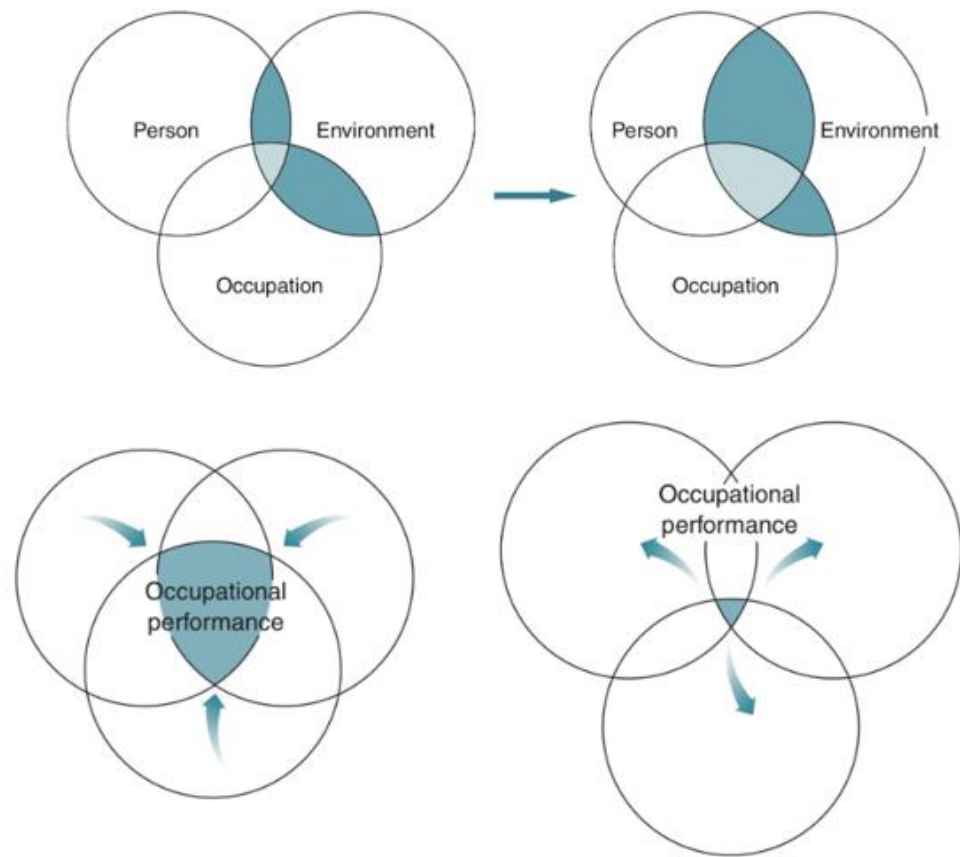 Person
Environment
Occupation
Person
Environment
Occupation
Occupational
performance
Occupational
performance